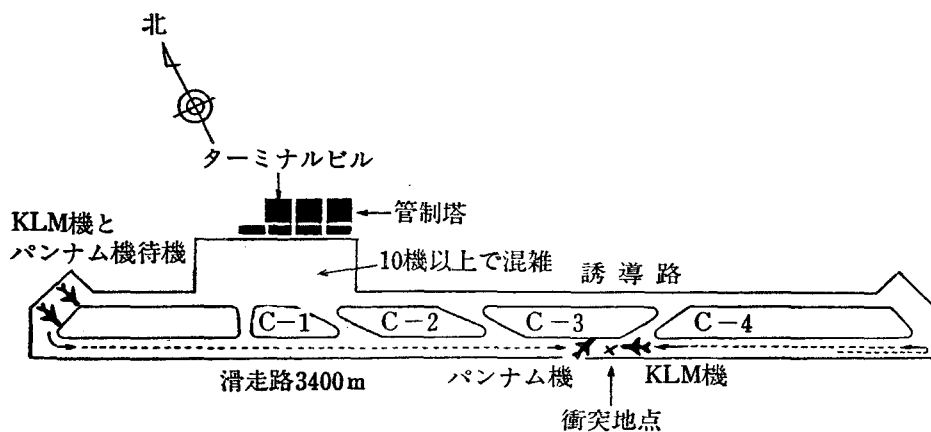 北
ターミナルビル
管制塔
KLM機と
パンナム機待機
10機以上で混雑
誘導路
C-1
C-2
C-3
C-4
滑走路3400m
パンナム機
KLM機
衝突地点